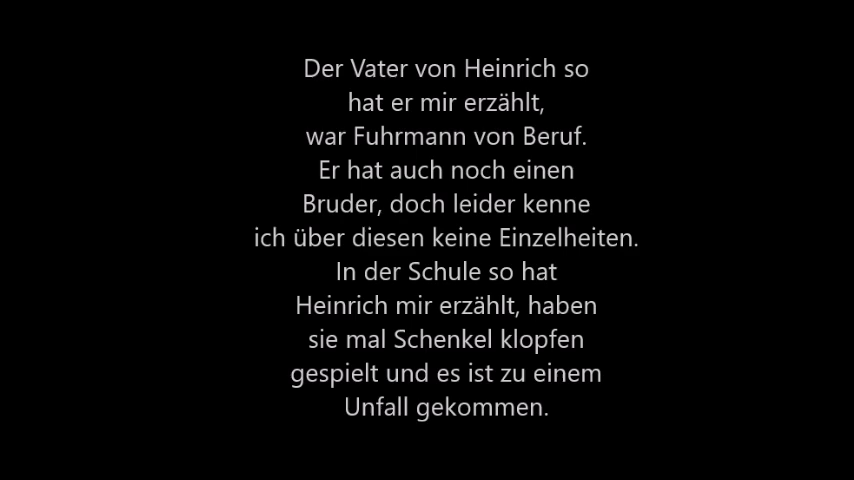 Der Vater von Heinrich so
hat er mir erzählt,
war Fuhrmann von Beruf.
Er hat auch noch einen
Bruder, doch leider kenne
ich über diesen keine Einzelheiten.
In der Schule so hat
Heinrich mir erzählt, haben
sie mal Schenkel klopfen
gespielt und es ist zu einem
Unfall gekommen.